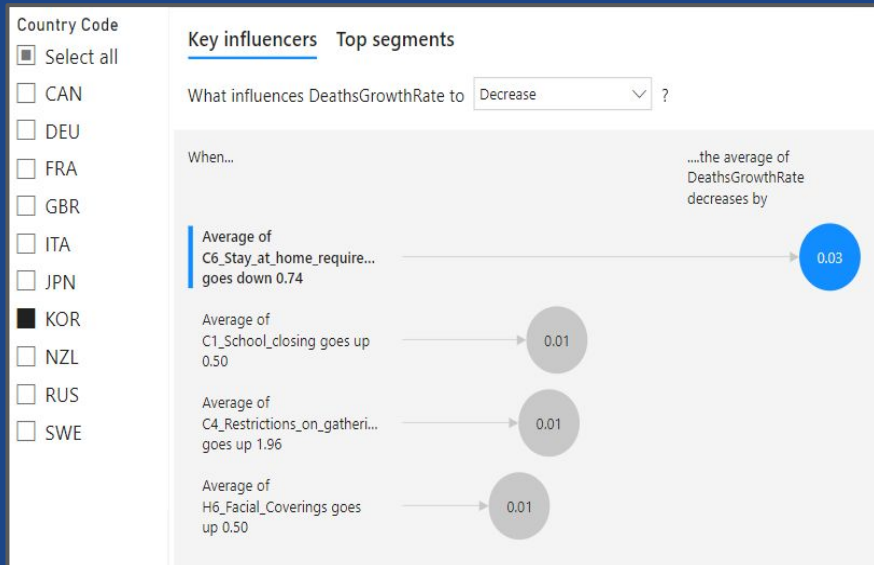 Country Code
Select all
CAN
DEU
FRA
GBR
ITA
JPN
KOR
NZL
RUS
SWE
Key influencers Top segments
What influences DeathsGrowthRate to Decrease ?
When...
....the average of
DeathsGrowthRate
decreases by
Average of
C6_Stay_at_home_require...
goes down 0.74
0.03
Average of
C1_School_closing goes up
0.50
0.01
Average of
C4_Restrictions_on_gatheri...
goes up 1.96
0.01
Average of
H6_Facial_Coverings goes
up 0.50
0.01